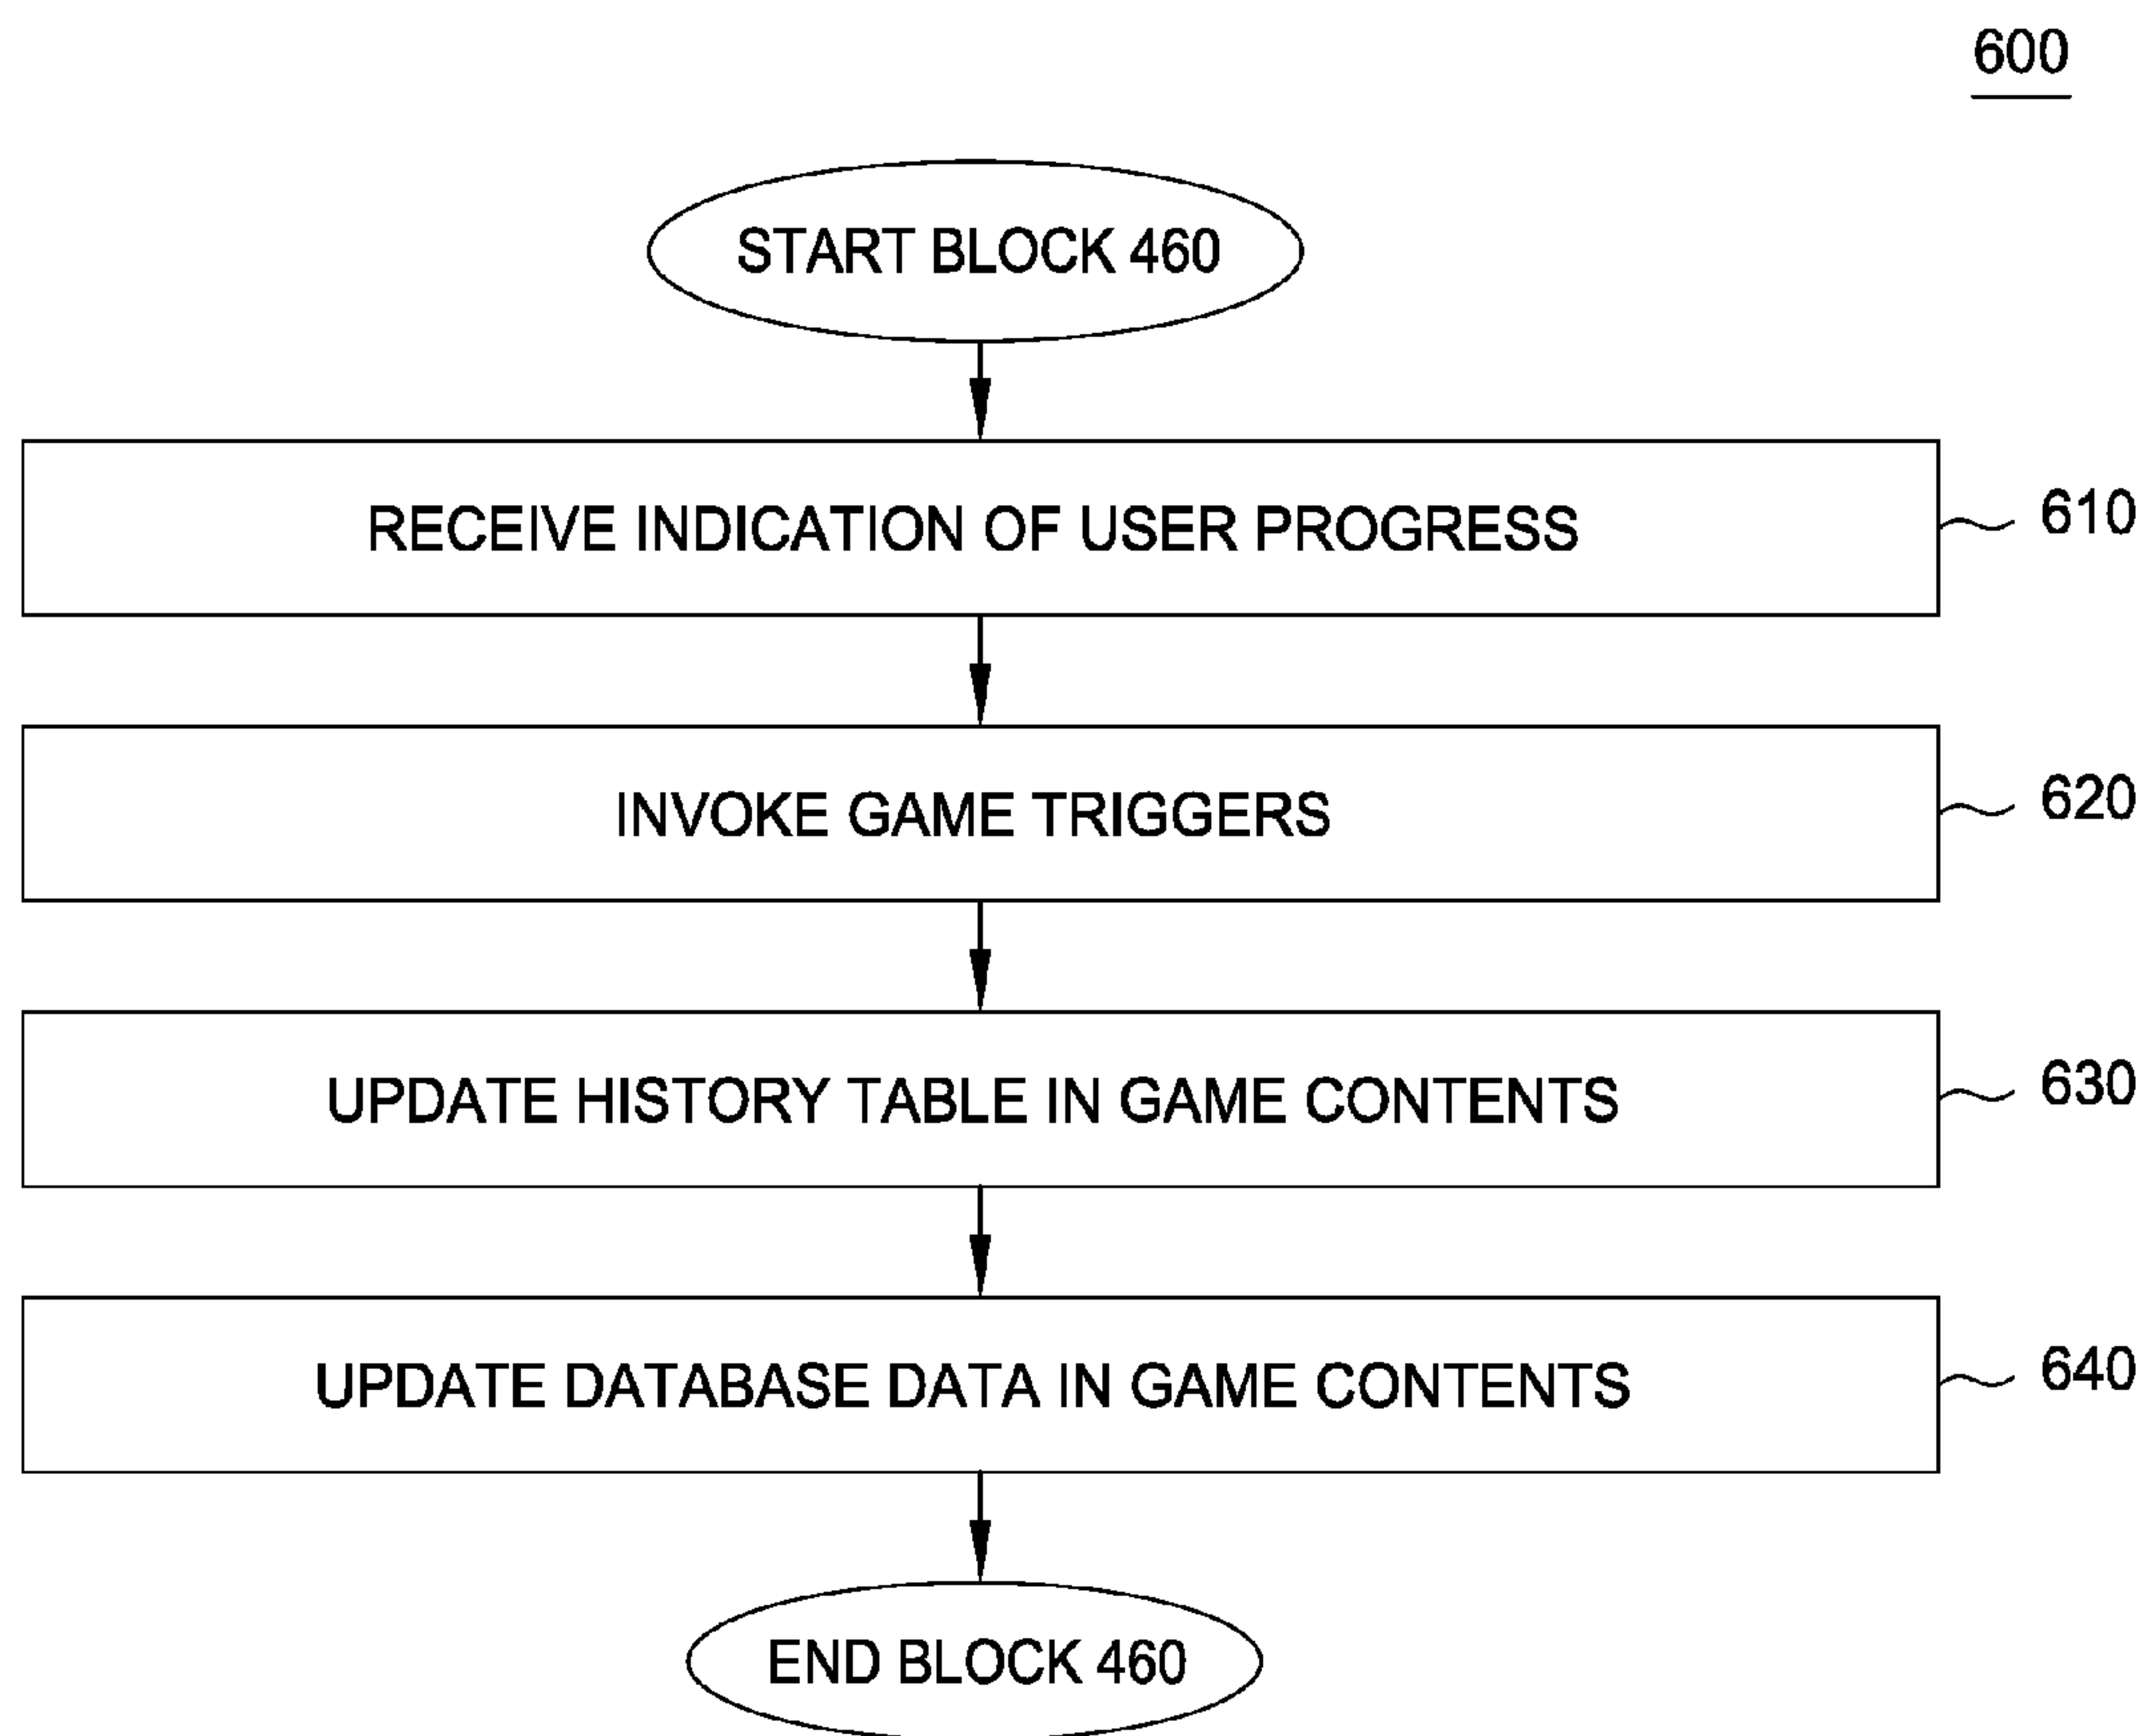 600
START BLOCK 460
RECEIVE INDICATION OF USER PROGRESS
610
INVOKE GAME TRIGGERS
620
UPDATE HISTORY TABLE IN GAME CONTENTS
630
UPDATE DATABASE DATA IN GAME CONTENTS
640
END BLOCK 460